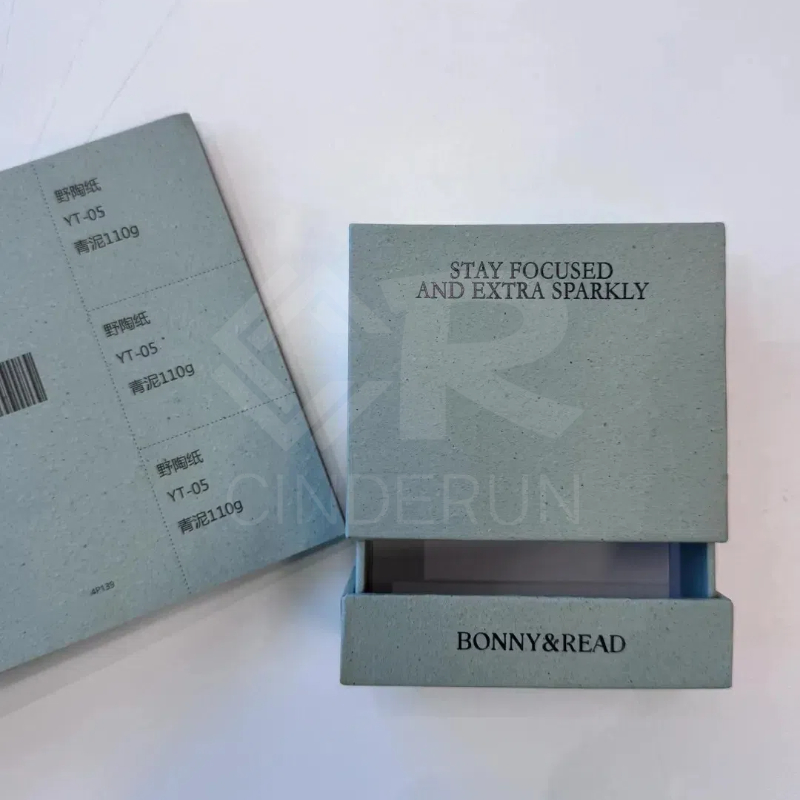 野陶纸
YT-05
青泥110g
野陶纸
YT-05
青泥110g
野陶纸
YT-05
青泥110g
4P139
STAY FOCUSED
AND EXTRA SPARKLY
BONNY&READ
CR
CINDERUN